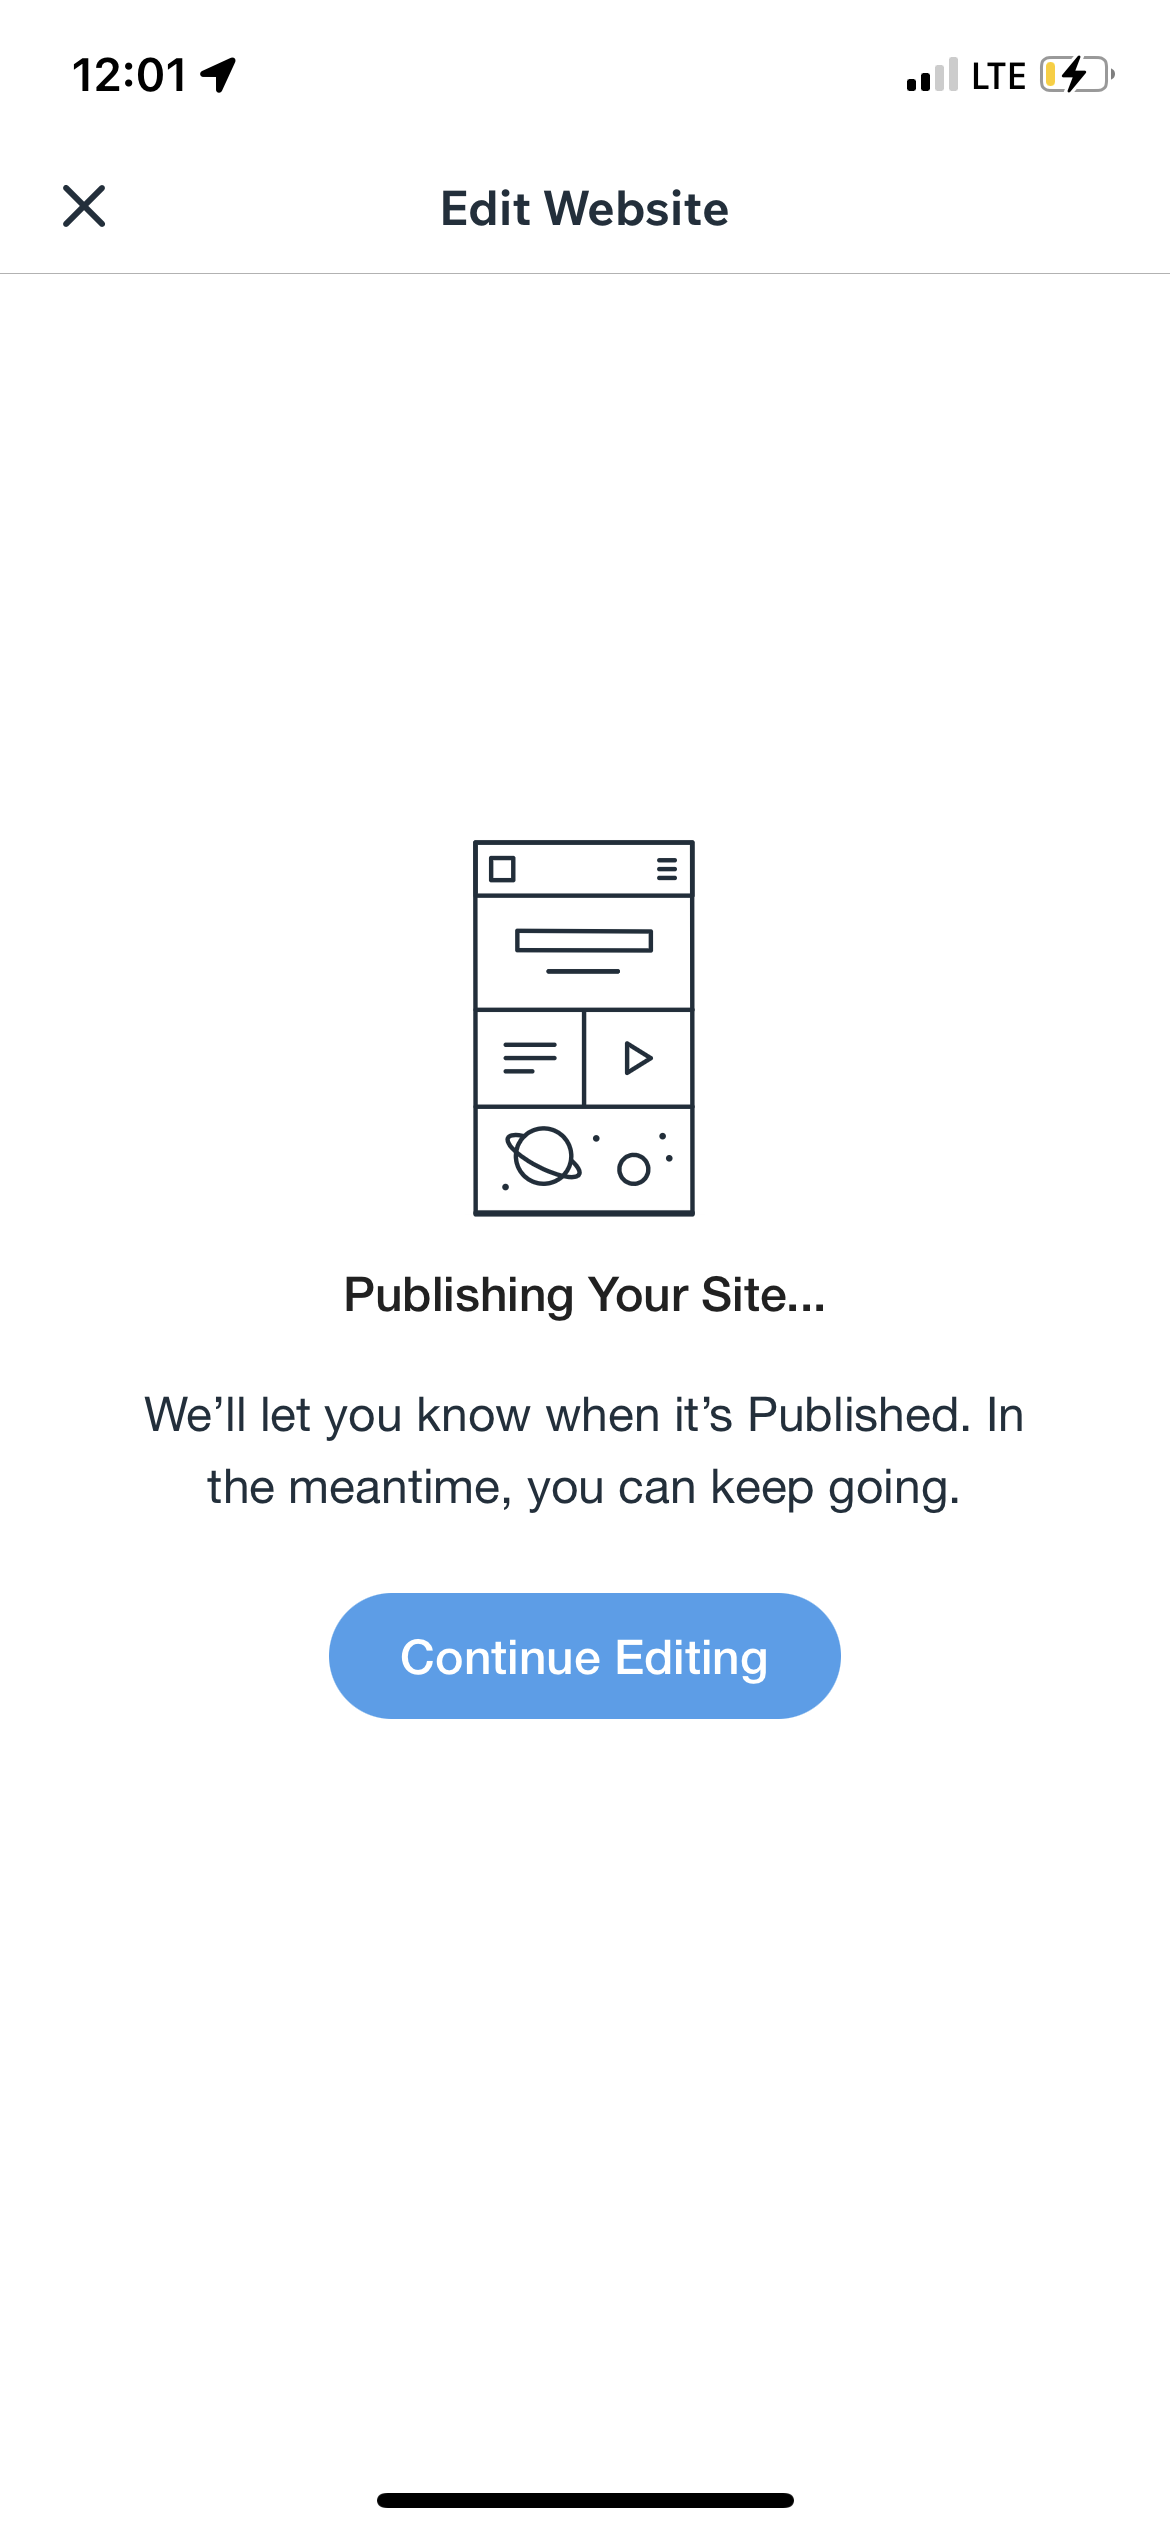 12:01 LTE
Edit Website
Publishing Your Site...
We’ll let you know when it’s Published. In
the meantime, you can keep going.
Continue Editing